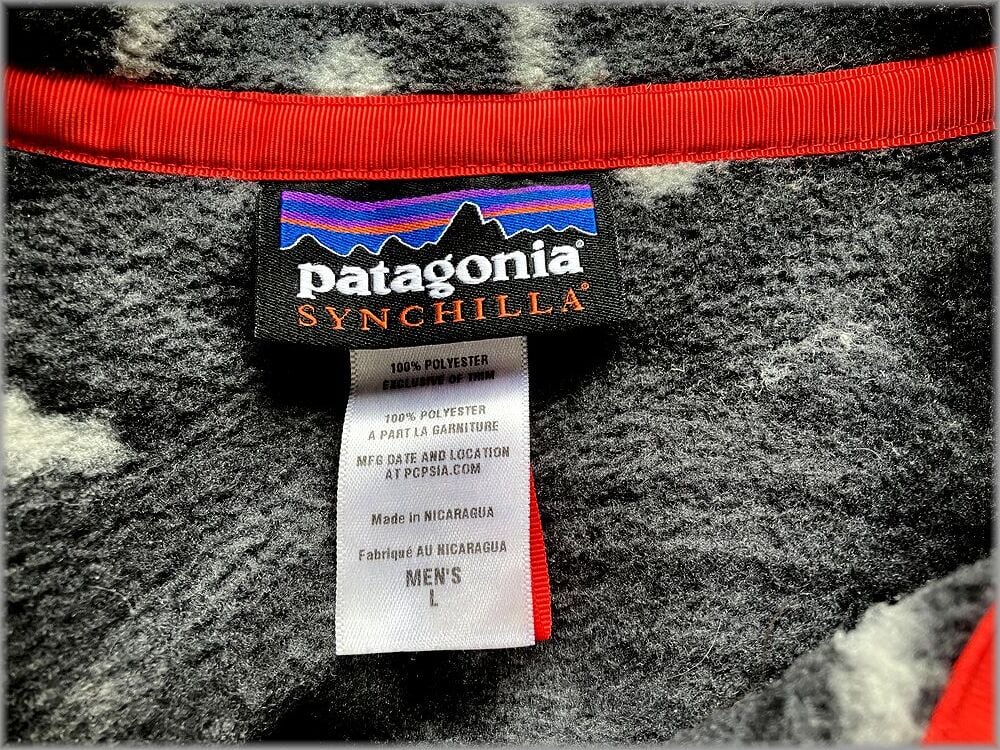 patagonia®
SYNCHILLA®
100% POLYESTER
EXCLUSIVE OF TRIM
100% POLYESTER
A PART LA GARNITURE
MFG DATE AND LOCATION
AT PCPSIA.COM
Made in NICARAGUA
Fabriqué AU NICARAGUA
MEN'S
L